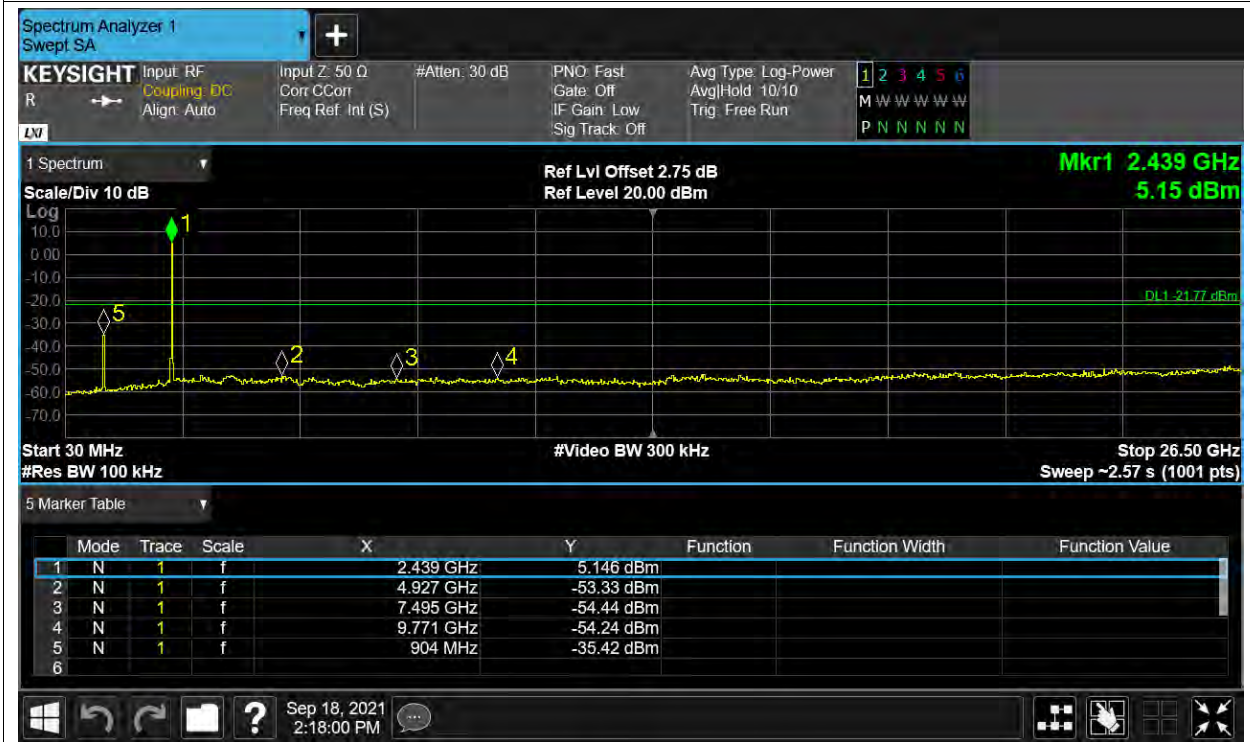 Spectrum Analyzer 1
Swept SA
KEYSIGHT Input: RF Input Z: 50 Ω #Atten: 30 dB PNO: Fast Avg Type: Log-Power 1 2 3 4 5 6
R Coupling: DC Corr CCorr Gate: Off Avg|Hold: 10/10 M W W W W W
Align: Auto Freq Ref: Int (S) IF Gain: Low Trig: Free Run
LXI Sig Track: Off P N N N N N
1 Spectrum Ref Lvl Offset 2.75 dB Mkr1 2.439 GHz
Scale/Div 10 dB Ref Level 20.00 dBm 5.15 dBm
Log
10.0 1
0.00
-10.0
-20.0 DL1 -21.77 dBm
-30.0 5
-40.0
-50.0 2 3 4
-60.0
-70.0
Start 30 MHz #Video BW 300 kHz Stop 26.50 GHz
#Res BW 100 kHz Sweep ~2.57 s (1001 pts)
5 Marker Table
Mode Trace Scale X Y Function Function Width Function Value
1 N 1 f 2.439 GHz 5.146 dBm
2 N 1 f 4.927 GHz -53.33 dBm
3 N 1 f 7.495 GHz -54.44 dBm
4 N 1 f 9.771 GHz -54.24 dBm
5 N 1 f 904 MHz -35.42 dBm
6
? Sep 18, 2021
2:18:00 PM